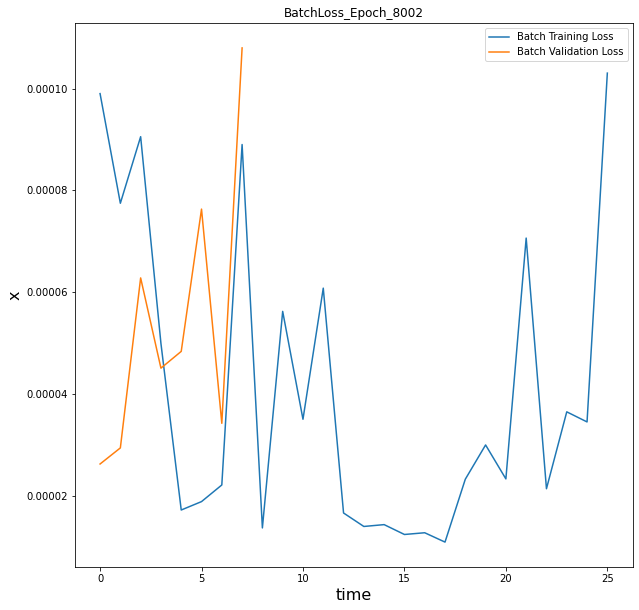 BatchLoss_Epoch_8002
Batch Training Loss
Batch Validation Loss
0.00010
0.00008
0.00006
0.00004
0.00002
x
0 5 10 15 20 25
time